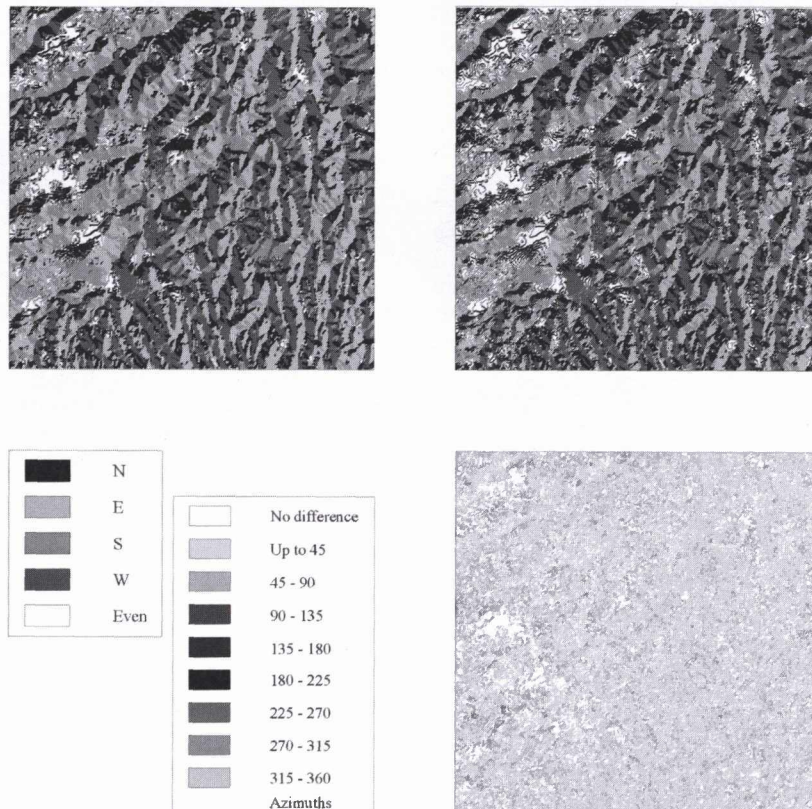 N
E
S
W
Even
No difference
Up to 45
45 - 90
90 - 135
135 - 180
180 - 225
225 - 270
270 - 315
315 - 360
Azimuths